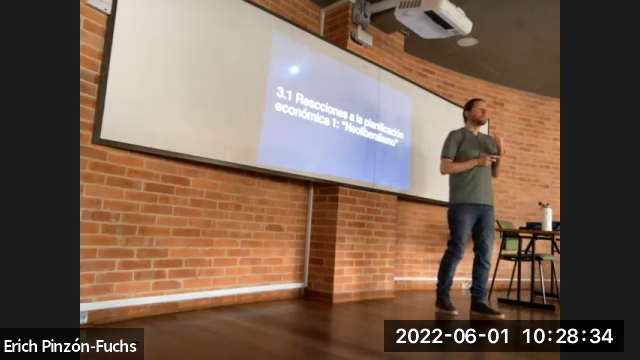 3.1 Reacciones a la planificación
económica 1: "Neoliberalismo"
Erich Pinzón-Fuchs
2022-06-01 10:28:34